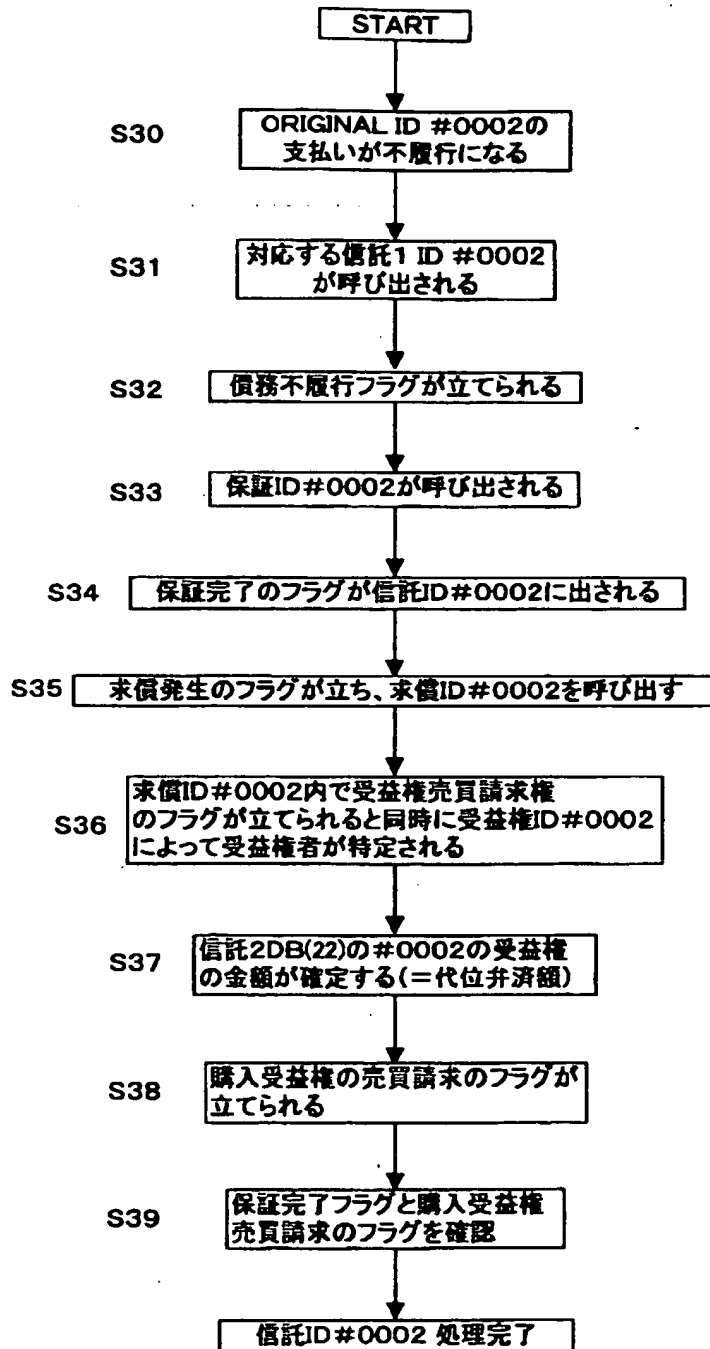 START
S30
ORIGINAL ID #0002の
支払いが不履行になる
S31
対応する信託1 ID #0002
が呼び出される
S32
債務不履行フラグが立てられる
S33
保証ID#0002が呼び出される
S34
保証完了のフラグが信託ID#0002に出される
S35
求償発生のフラグが立ち、求償ID#0002を呼び出す
S36
求償ID#0002内で受益権売買請求権
のフラグが立てられると同時に受益権ID#0002
によって受益権者が特定される
S37
信託2DB(22)の#0002の受益権
の金額が確定する(=代位弁済額)
S38
購入受益権の売買請求のフラグが
立てられる
S39
保証完了フラグと購入受益権
売買請求のフラグを確認
信託ID#0002 処理完了